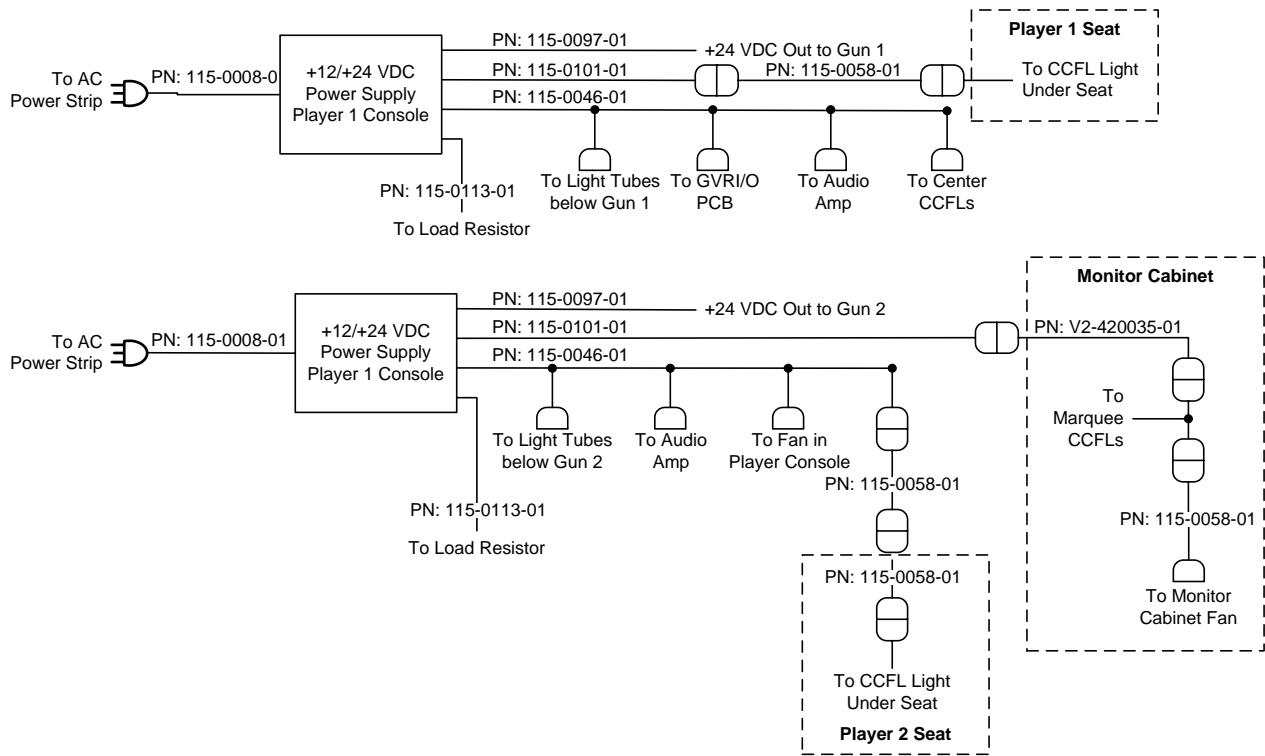 Player 1 Seat
PN: 115-0097-01
+24 VDC Out to Gun 1
To AC
Power Strip
PN: 115-0008-0
+12/+24 VDC
Power Supply
Player 1 Console
PN: 115-0101-01
PN: 115-0058-01
To CCFL Light
Under Seat
PN: 115-0046-01
PN: 115-0113-01
To Load Resistor
To Light Tubes
below Gun 1
To GVRI/O
PCB
To Audio
Amp
To Center
CCFLs
Monitor Cabinet
PN: 115-0097-01
+24 VDC Out to Gun 2
To AC
Power Strip
PN: 115-0008-01
+12/+24 VDC
Power Supply
Player 1 Console
PN: 115-0101-01
PN: V2-420035-01
PN: 115-0046-01
To
Marquee
CCFLs
To Light Tubes
below Gun 2
To Audio
Amp
To Fan in
Player Console
PN: 115-0058-01
PN: 115-0113-01
To Load Resistor
PN: 115-0058-01
To Monitor
Cabinet Fan
PN: 115-0058-01
To CCFL Light
Under Seat
Player 2 Seat